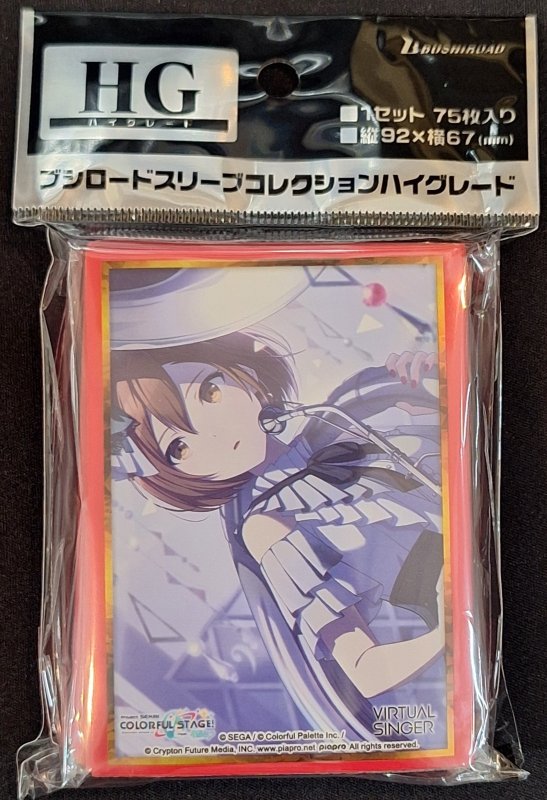 HG
ハイグレード
BUSHIROAD
■1セット 75枚入り
■縦92×横67(mm)
ブシロードスリーブコレクションハイグレード
PROJECT SEKAI
COLORFUL STAGE!
VIRTUAL SINGER
© SEGA / © Colorful Palette Inc. /
© Crypton Future Media, INC. www.piapro.net piapro All rights reserved.